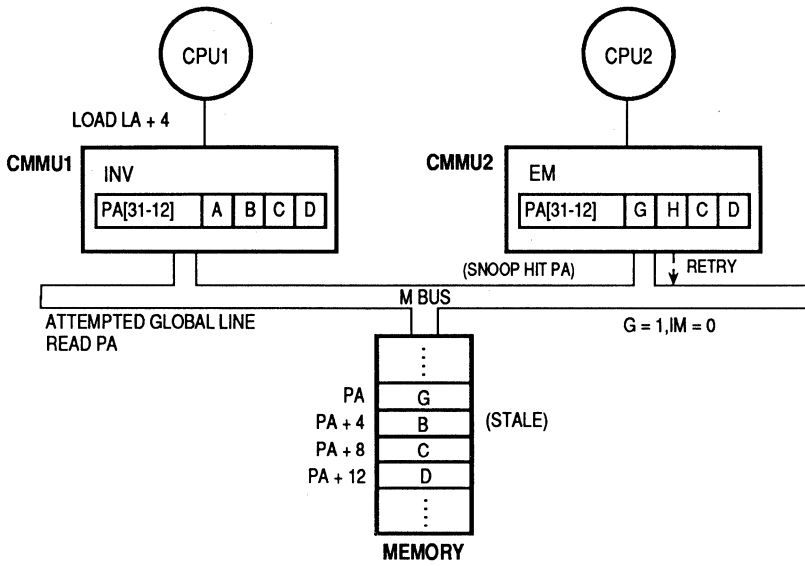 CPU1
CPU2
LOAD LA + 4
CMMU1
INV
PA[31-12] A B C D
CMMU2
EM
PA[31-12] G H C D
(SNOOP HIT PA)
RETRY
M BUS
ATTEMPTED GLOBAL LINE
READ PA
G = 1,IM = 0
PA G
PA + 4 B (STALE)
PA + 8 C
PA + 12 D
MEMORY